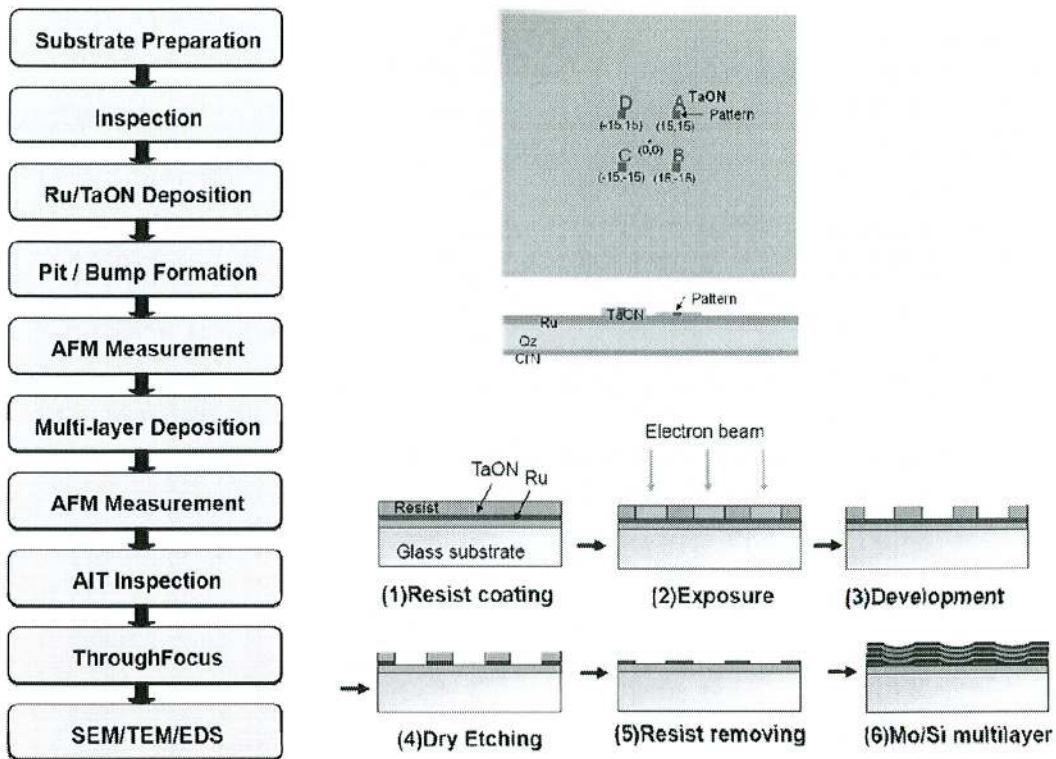 Substrate Preparation
Inspection
Ru/TaON Deposition
Pit / Bump Formation
AFM Measurement
Multi-layer Deposition
AFM Measurement
AIT Inspection
ThroughFocus
SEM/TEM/EDS
D
A
TaON
Pattern
(-15,15)
(15,15)
(0,0)
C
B
(-15,-15)
(15,-15)
Pattern
TaON
Ru
Qz
CrN
Electron beam
TaON
Ru
Resist
Glass substrate
(1)Resist coating
(2)Exposure
(3)Development
(4)Dry Etching
(5)Resist removing
(6)Mo/Si multilayer